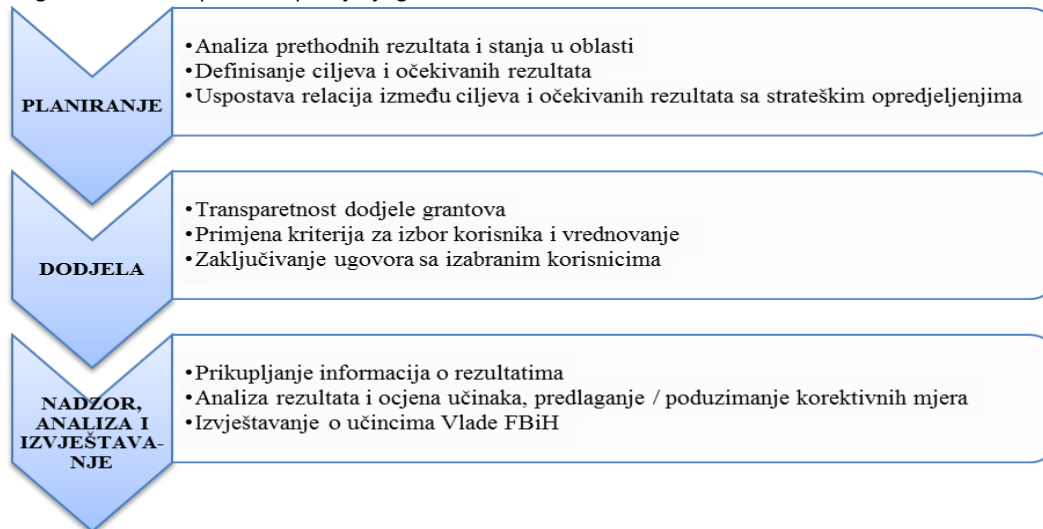 PLANIRANJE
•Analiza prethodnih rezultata i stanja u oblasti
•Definisanje ciljeva i očekivanih rezultata
•Uspostava relacija između ciljeva i očekivanih rezultata sa strateškim opredjeljenjima
DODJELA
•Transparetnost dodjele grantova
•Primjena kriterija za izbor korisnika i vrednovanje
•Zaključivanje ugovora sa izabranim korisnicima
NADZOR,
ANALIZA I
IZVJEŠTAVA-
NJE
•Prikupljanje informacija o rezultatima
•Analiza rezultata i ocjena učinaka, predlaganje / poduzimanje korektivnih mjera
•Izvještavanje o učincima Vlade FBiH